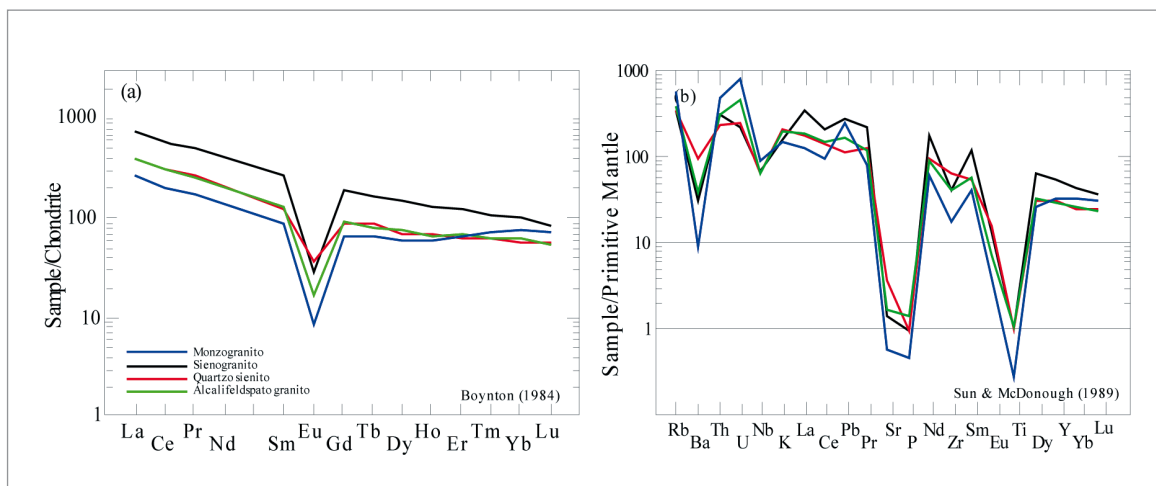 (a)
Sample/Chondrite
1000
100
10
1
Monzogranito
Sienogranito
Quartzo sienito
Alcalifeldspato granito
Boynton (1984)
La Ce Pr Nd Sm Eu Gd Tb Dy Ho Er Tm Yb Lu
(b)
Sample/Primitive Mantle
1000
100
10
1
Sun & McDonough (1989)
Rb Ba Th U Nb K La Ce Pb Pr Sr P Nd Zr Sm Eu Ti Dy Y Yb Lu